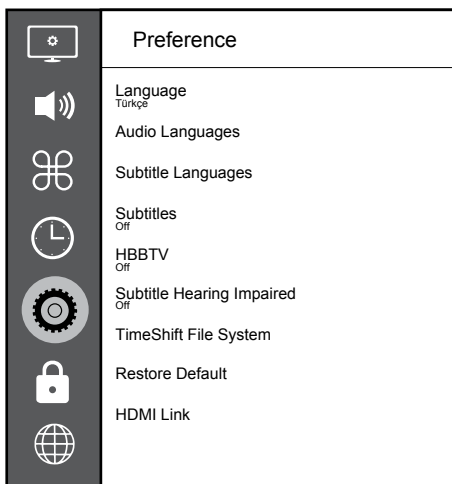 Preference
Language
Türkçe
Audio Languages
Subtitle Languages
Subtitles
Off
HBBTV
Off
Subtitle Hearing Impaired
Off
TimeShift File System
Restore Default
HDMI Link